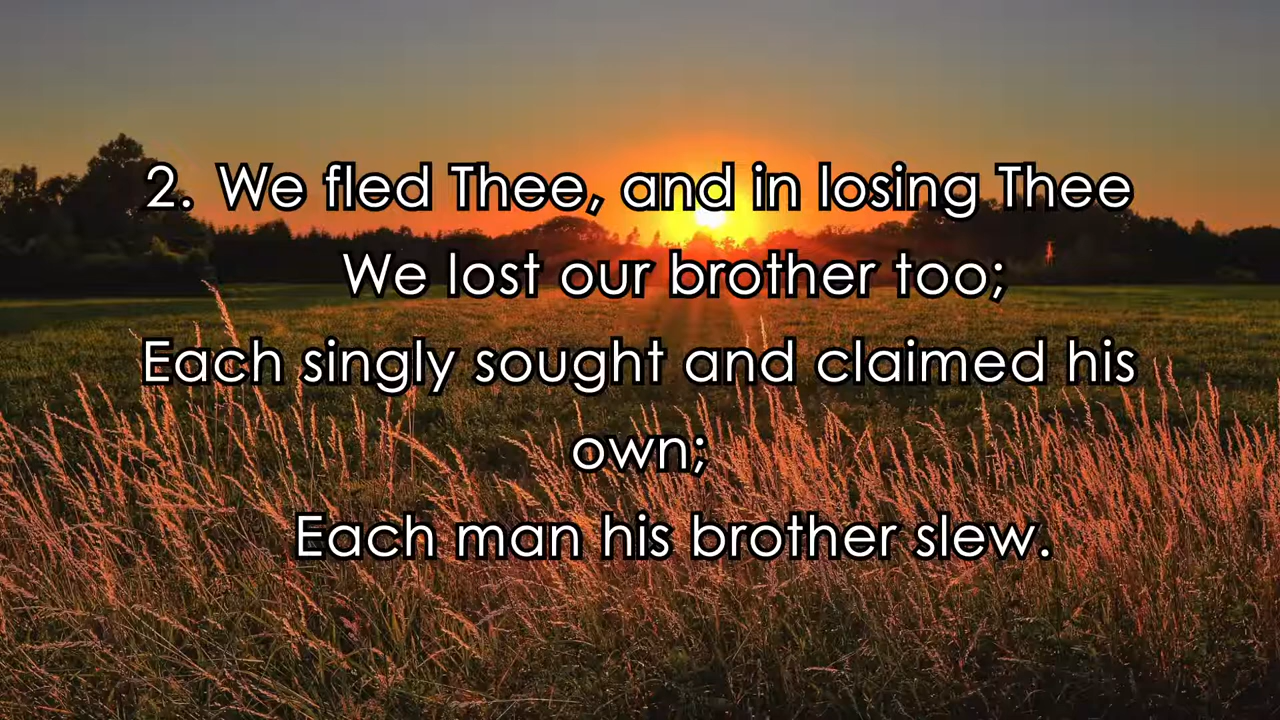 2. We fled Thee, and in losing Thee
We lost our brother too;
Each singly sought and claimed his
own;
Each man his brother slew.